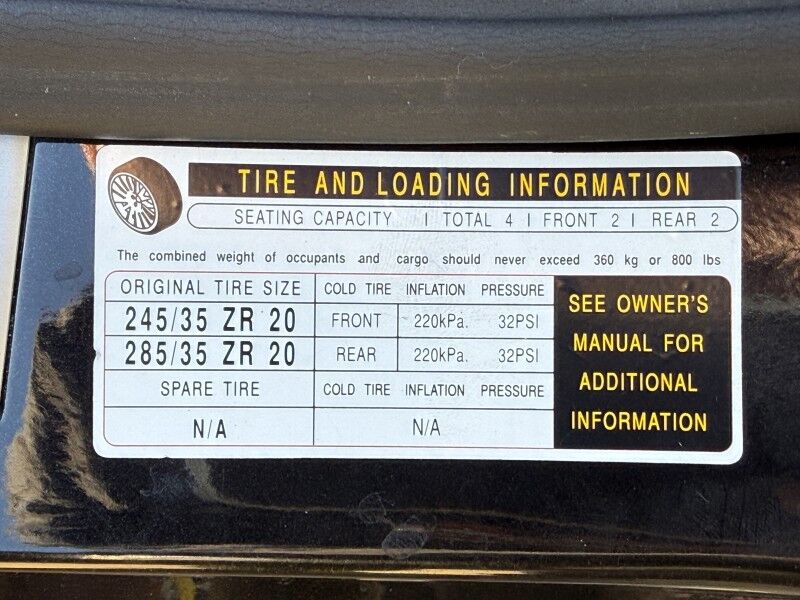 TIRE AND LOADING INFORMATION
SEATING CAPACITY | TOTAL 4 | FRONT 2 | REAR 2
The combined weight of occupants and cargo should never exceed 360 kg or 800 lbs
ORIGINAL TIRE SIZE COLD TIRE INFLATION PRESSURE
245/35 ZR 20 FRONT 220kPa. 32PSI
285/35 ZR 20 REAR 220kPa. 32PSI
SPARE TIRE COLD TIRE INFLATION PRESSURE
N/A N/A
SEE OWNER'S
MANUAL FOR
ADDITIONAL
INFORMATION